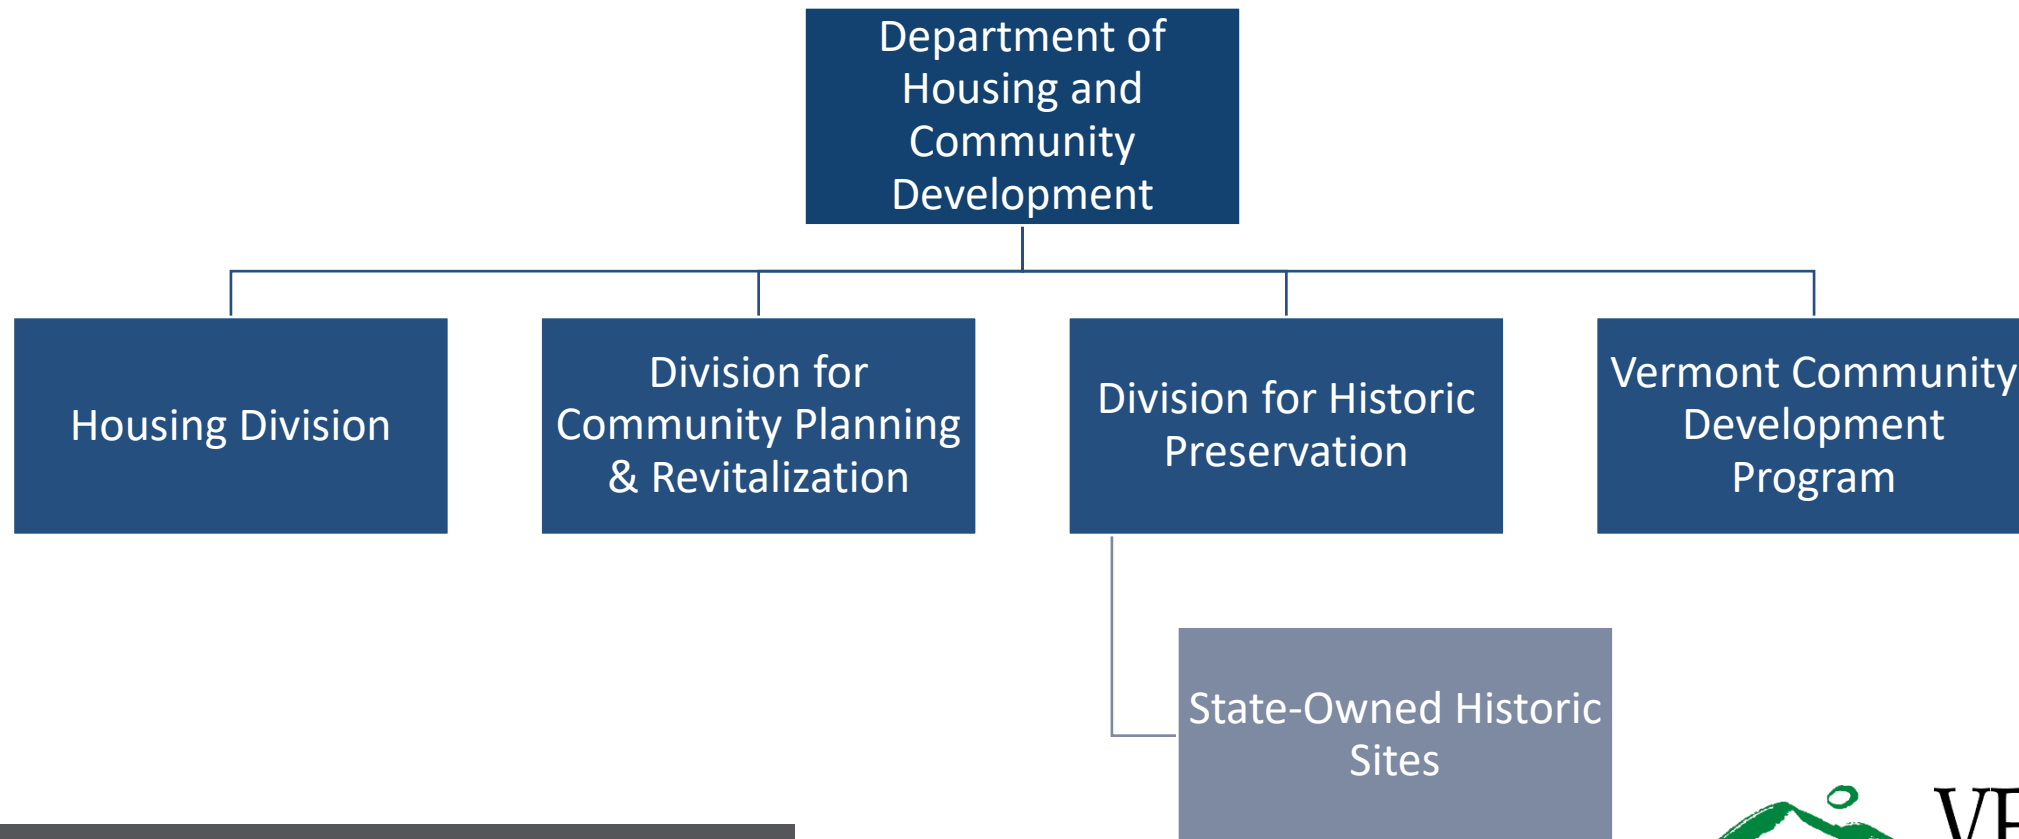 Department of
Housing and
Community
Development
Housing Division
Division for
Community Planning
& Revitalization
Division for Historic
Preservation
Vermont Community
Development
Program
State-Owned Historic
Sites